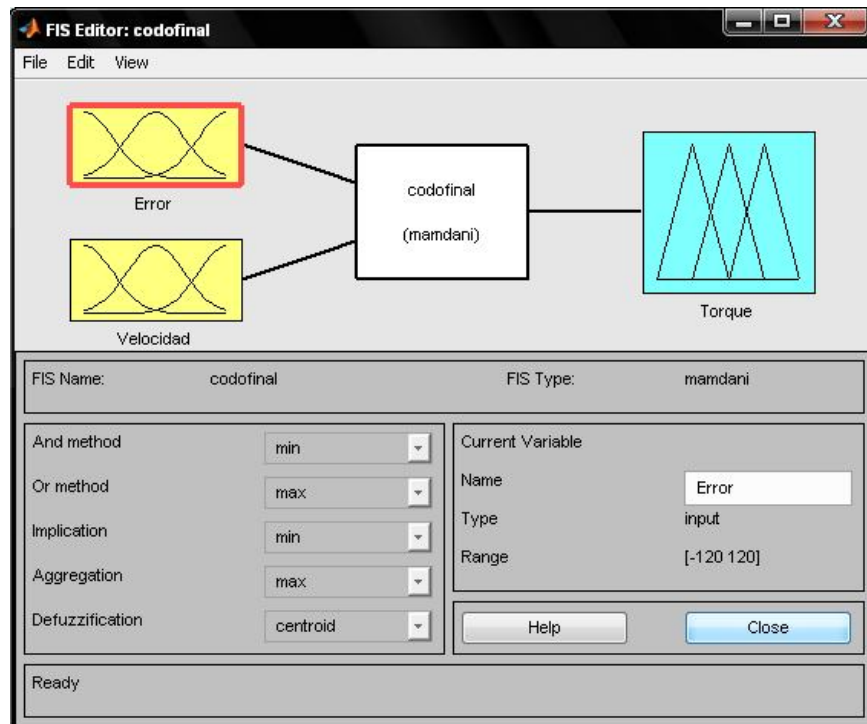 FIS Editor: codofinal
File Edit View
Error
Velocidad
codofinal
(mamdani)
Torque
FIS Name: codofinal FIS Type: mamdani
And method min
Or method max
Implication min
Aggregation max
Defuzzification centroid
Current Variable
Name Error
Type input
Range [-120 120]
Help Close
Ready